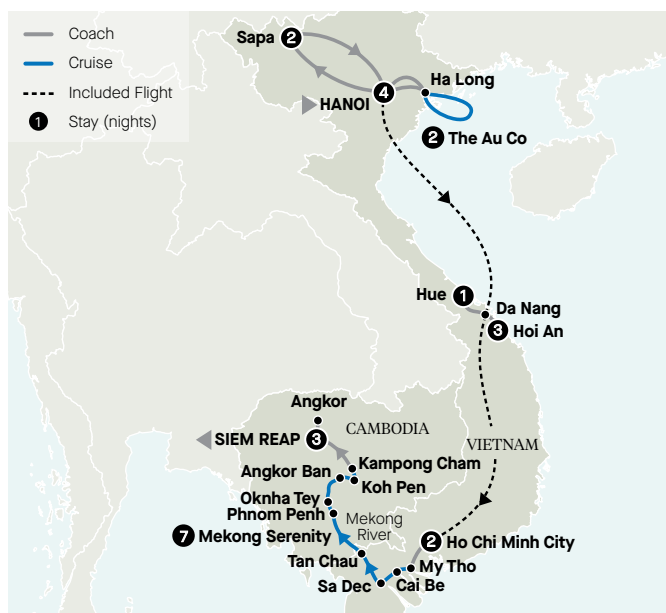 Coach
Cruise
Included Flight
1 Stay (nights)
Sapa 2
4
HANOI
Ha Long
2 The Au Co
Hue 1
Da Nang
3 Hoi An
Angkor
SIEM REAP 3
CAMBODIA
VIETNAM
Angkor Ban
Kampong Cham
Koh Pen
Oknha Tey
Phnom Penh
Mekong
River
7 Mekong Serenity
2 Ho Chi Minh City
Tan Chau
My Tho
Cai Be
Sa Dec